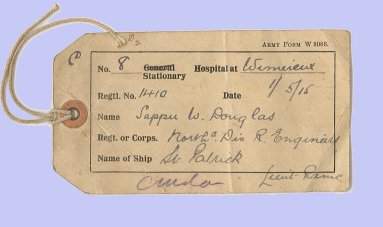 ARMY FORM W 3083.
No. 8 General Stationary Hospital at Wimereux
Regtl. No. 1410 Date 1/5/15
Name Sapper W. Douglas
Regt. or Corps. North'n Div R. Engineers
Name of Ship St Patrick
Lieut